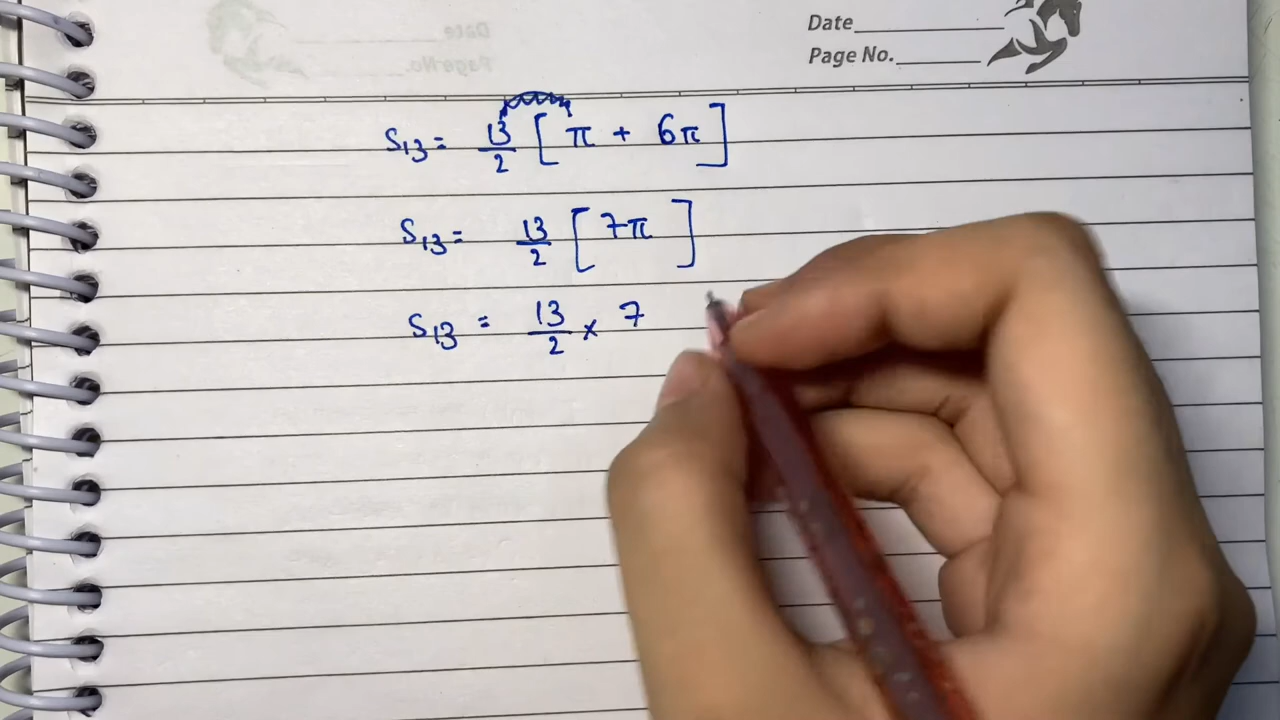 Date
Page No.
S₁₃ = 13/2 [π + 6π]
S₁₃ = 13/2 [7π]
S₁₃ = 13/2 × 7